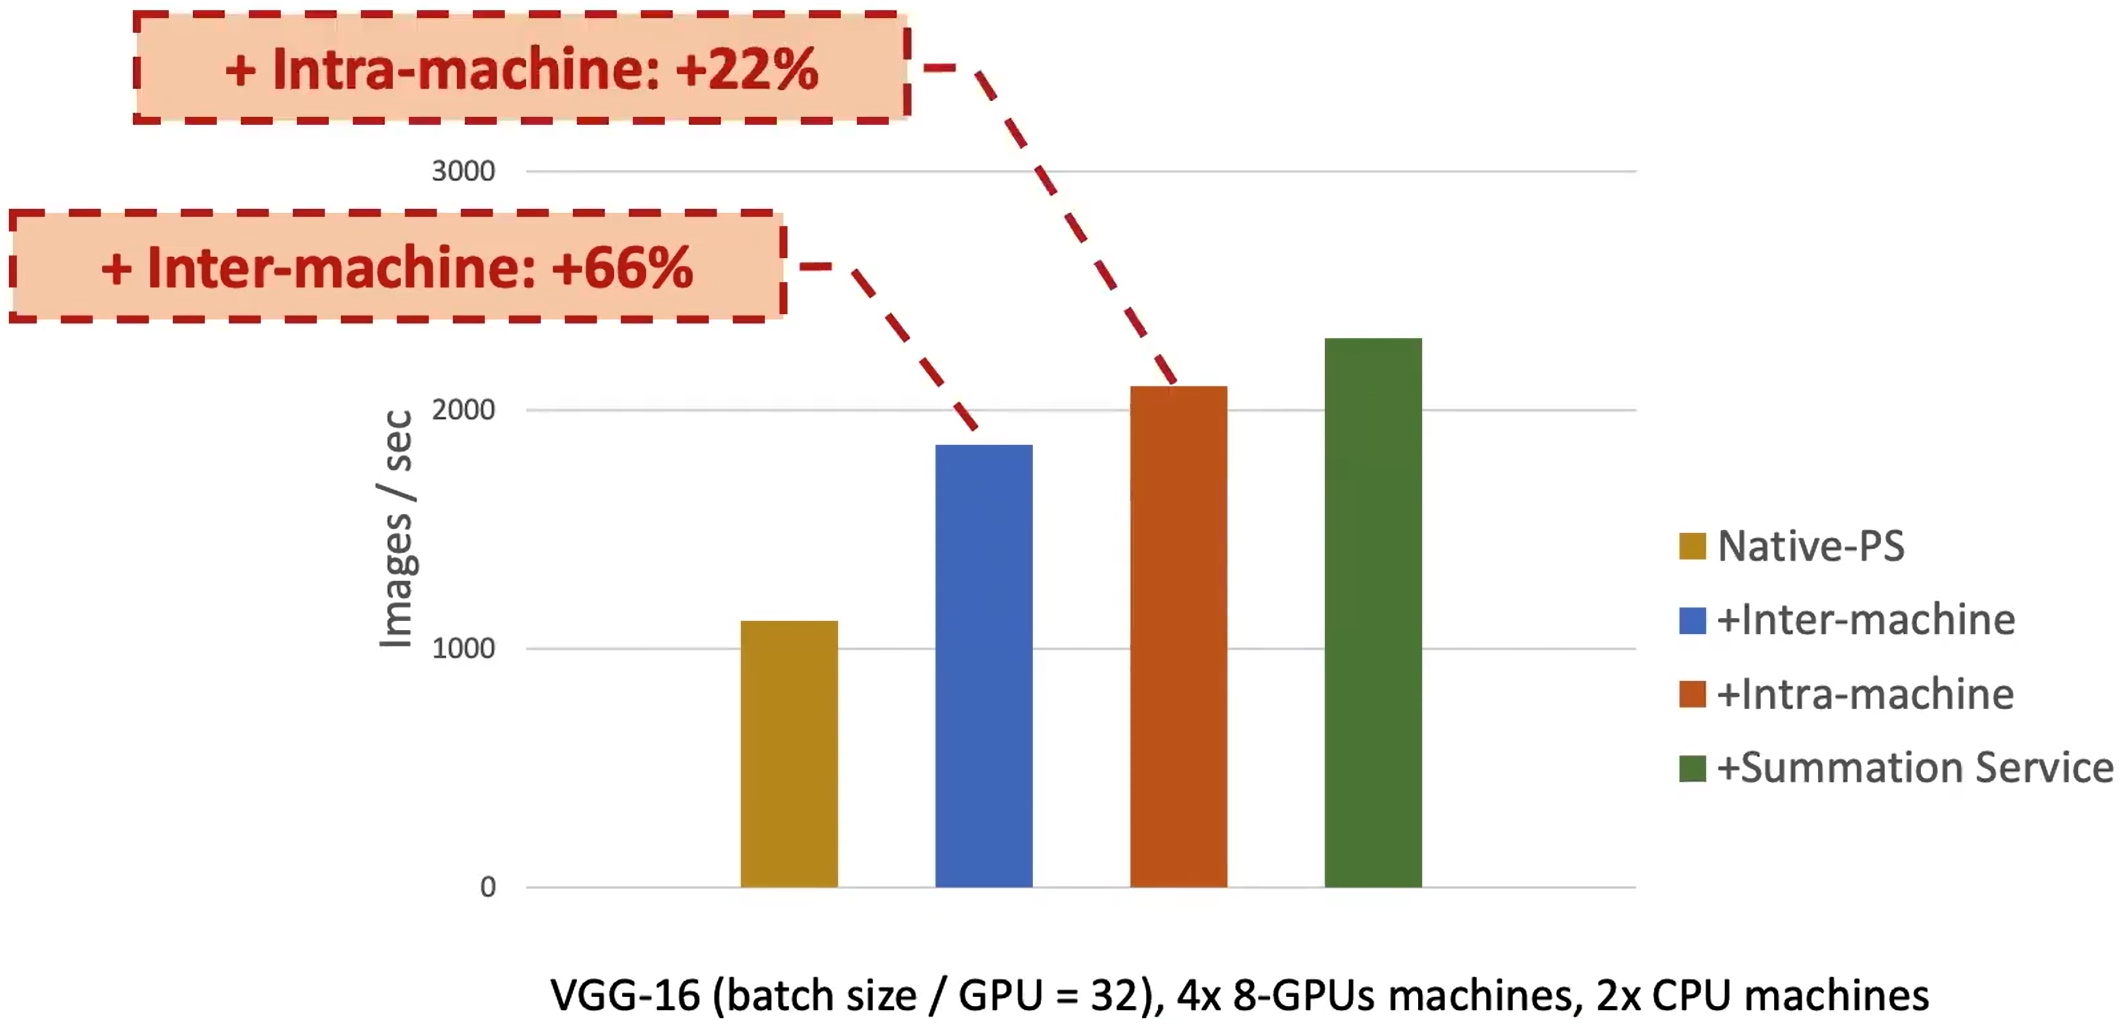 + Intra-machine: +22%
3000
+ Inter-machine: +66%
2000
Images / sec
1000
0
Native-PS
+Inter-machine
+Intra-machine
+Summation Service
VGG-16 (batch size / GPU = 32), 4x 8-GPUs machines, 2x CPU machines